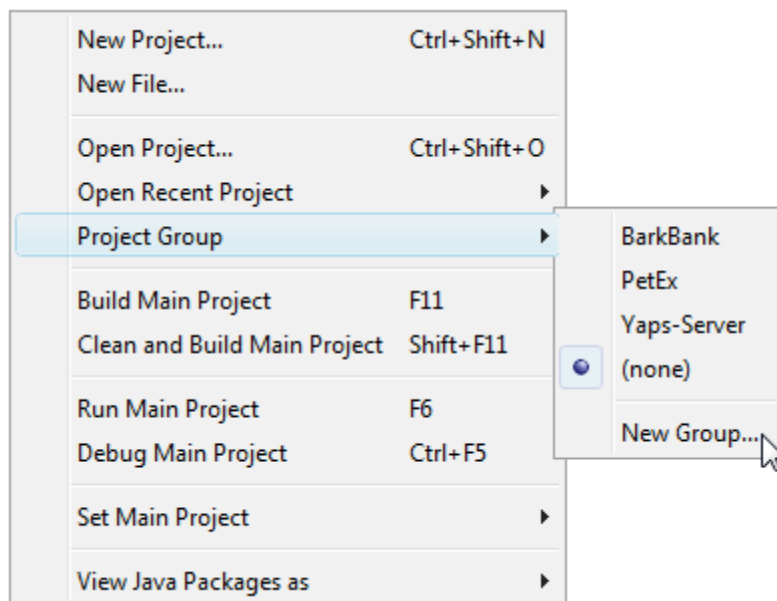 New Project... Ctrl+Shift+N
New File...
Open Project... Ctrl+Shift+O
Open Recent Project
Project Group
Build Main Project F11
Clean and Build Main Project Shift+F11
Run Main Project F6
Debug Main Project Ctrl+F5
Set Main Project
View Java Packages as
BarkBank
PetEx
Yaps-Server
(none)
New Group...